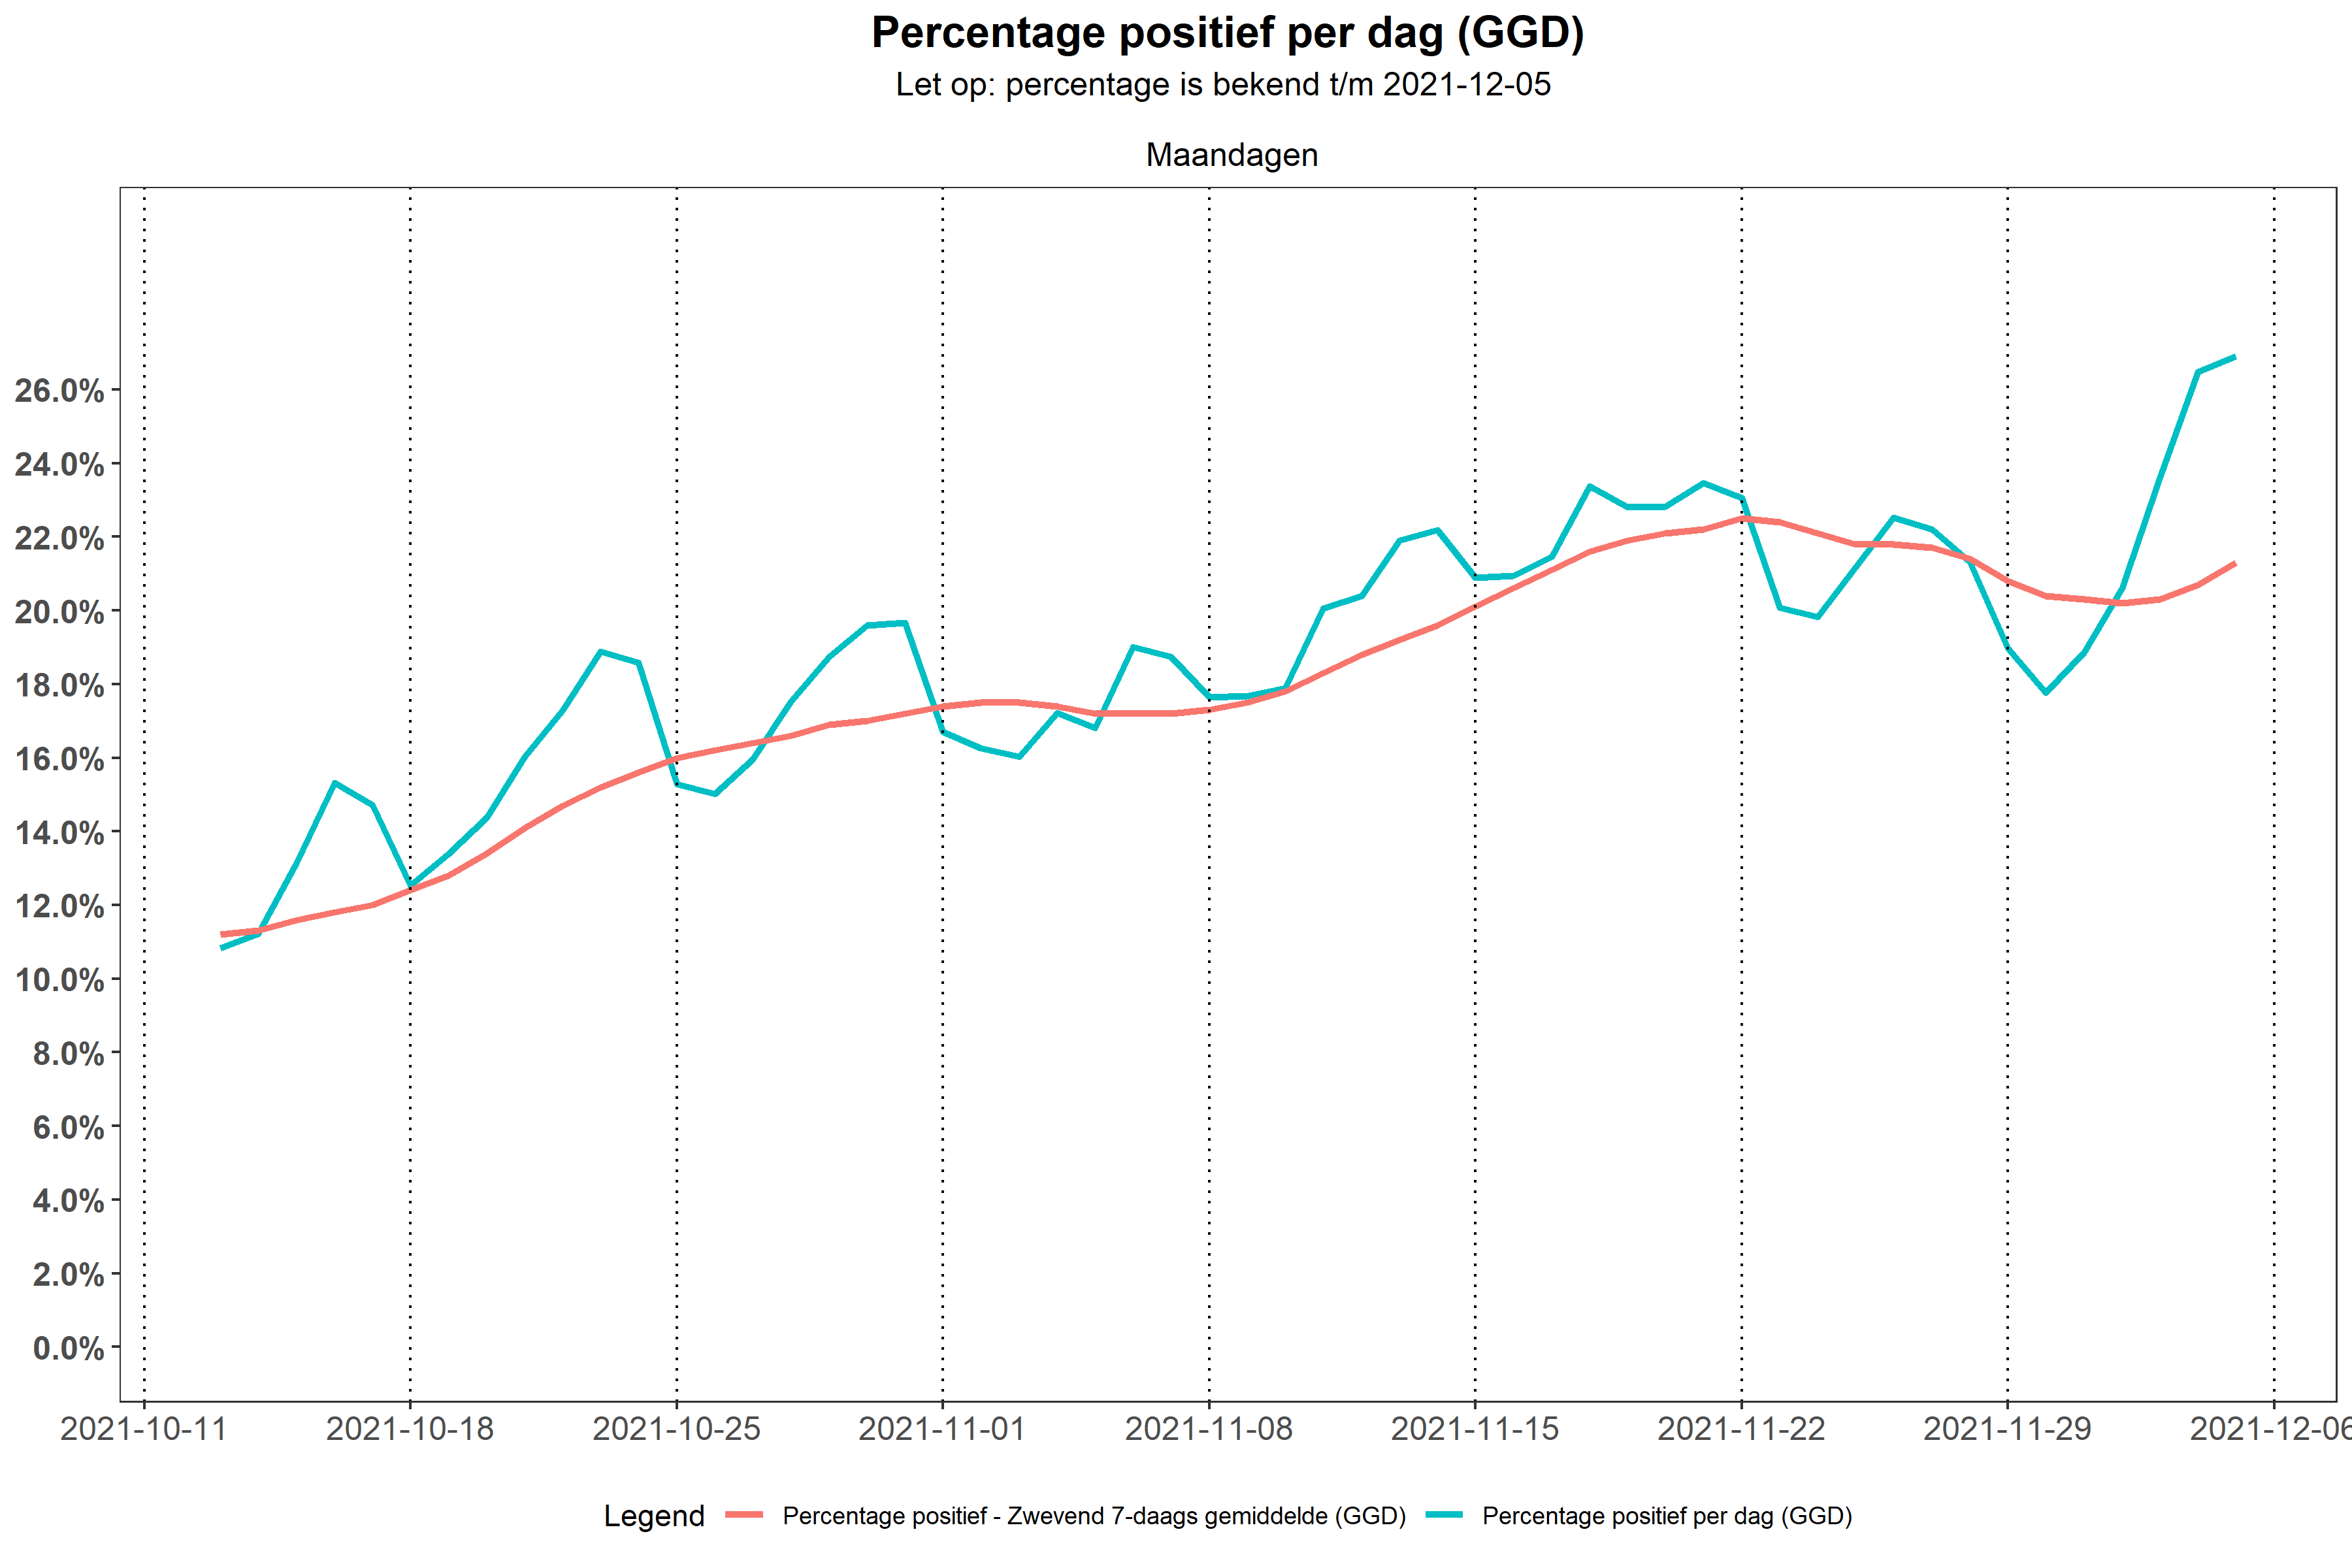 Percentage positief per dag (GGD)
Let op: percentage is bekend t/m 2021-12-05
Maandagen
26.0%
24.0%
22.0%
20.0%
18.0%
16.0%
14.0%
12.0%
10.0%
8.0%
6.0%
4.0%
2.0%
0.0%
2021-10-11 2021-10-18 2021-10-25 2021-11-01 2021-11-08 2021-11-15 2021-11-22 2021-11-29 2021-12-06
Legend Percentage positief - Zwevend 7-daags gemiddelde (GGD) Percentage positief per dag (GGD)